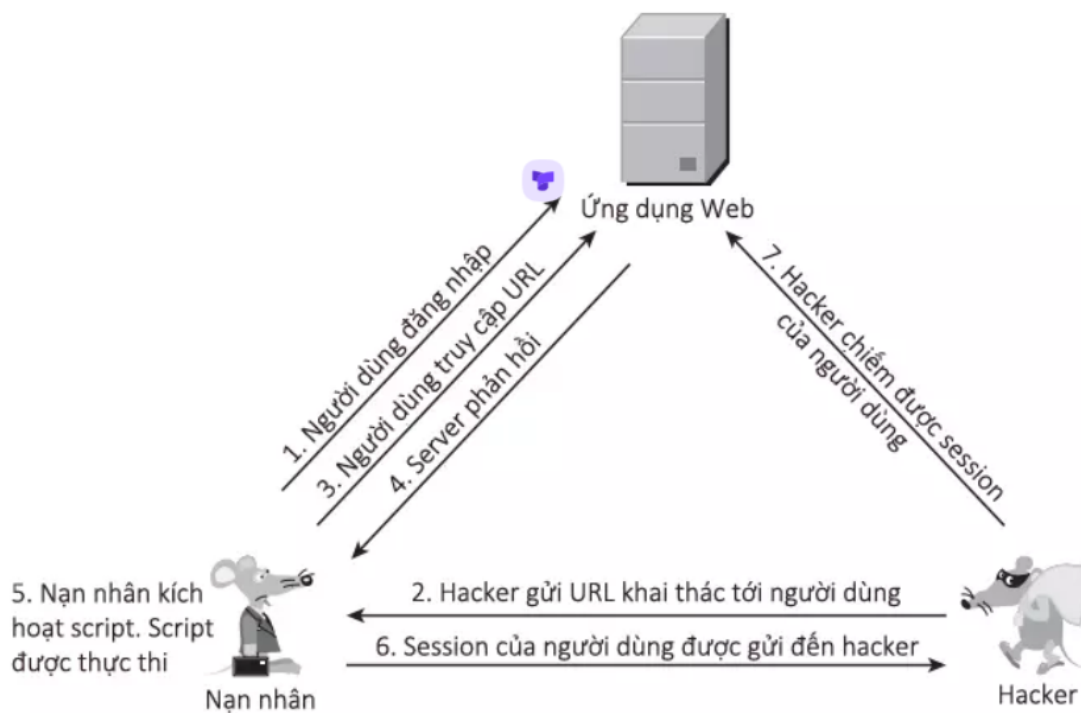 Ứng dụng Web
1. Người dùng đăng nhập
3. Người dùng truy cập URL
4. Server phản hồi
7. Hacker chiếm được session
của người dùng
5. Nạn nhân kích
hoạt script. Script
được thực thi
2. Hacker gửi URL khai thác tới người dùng
6. Session của người dùng được gửi đến hacker
Nạn nhân
Hacker